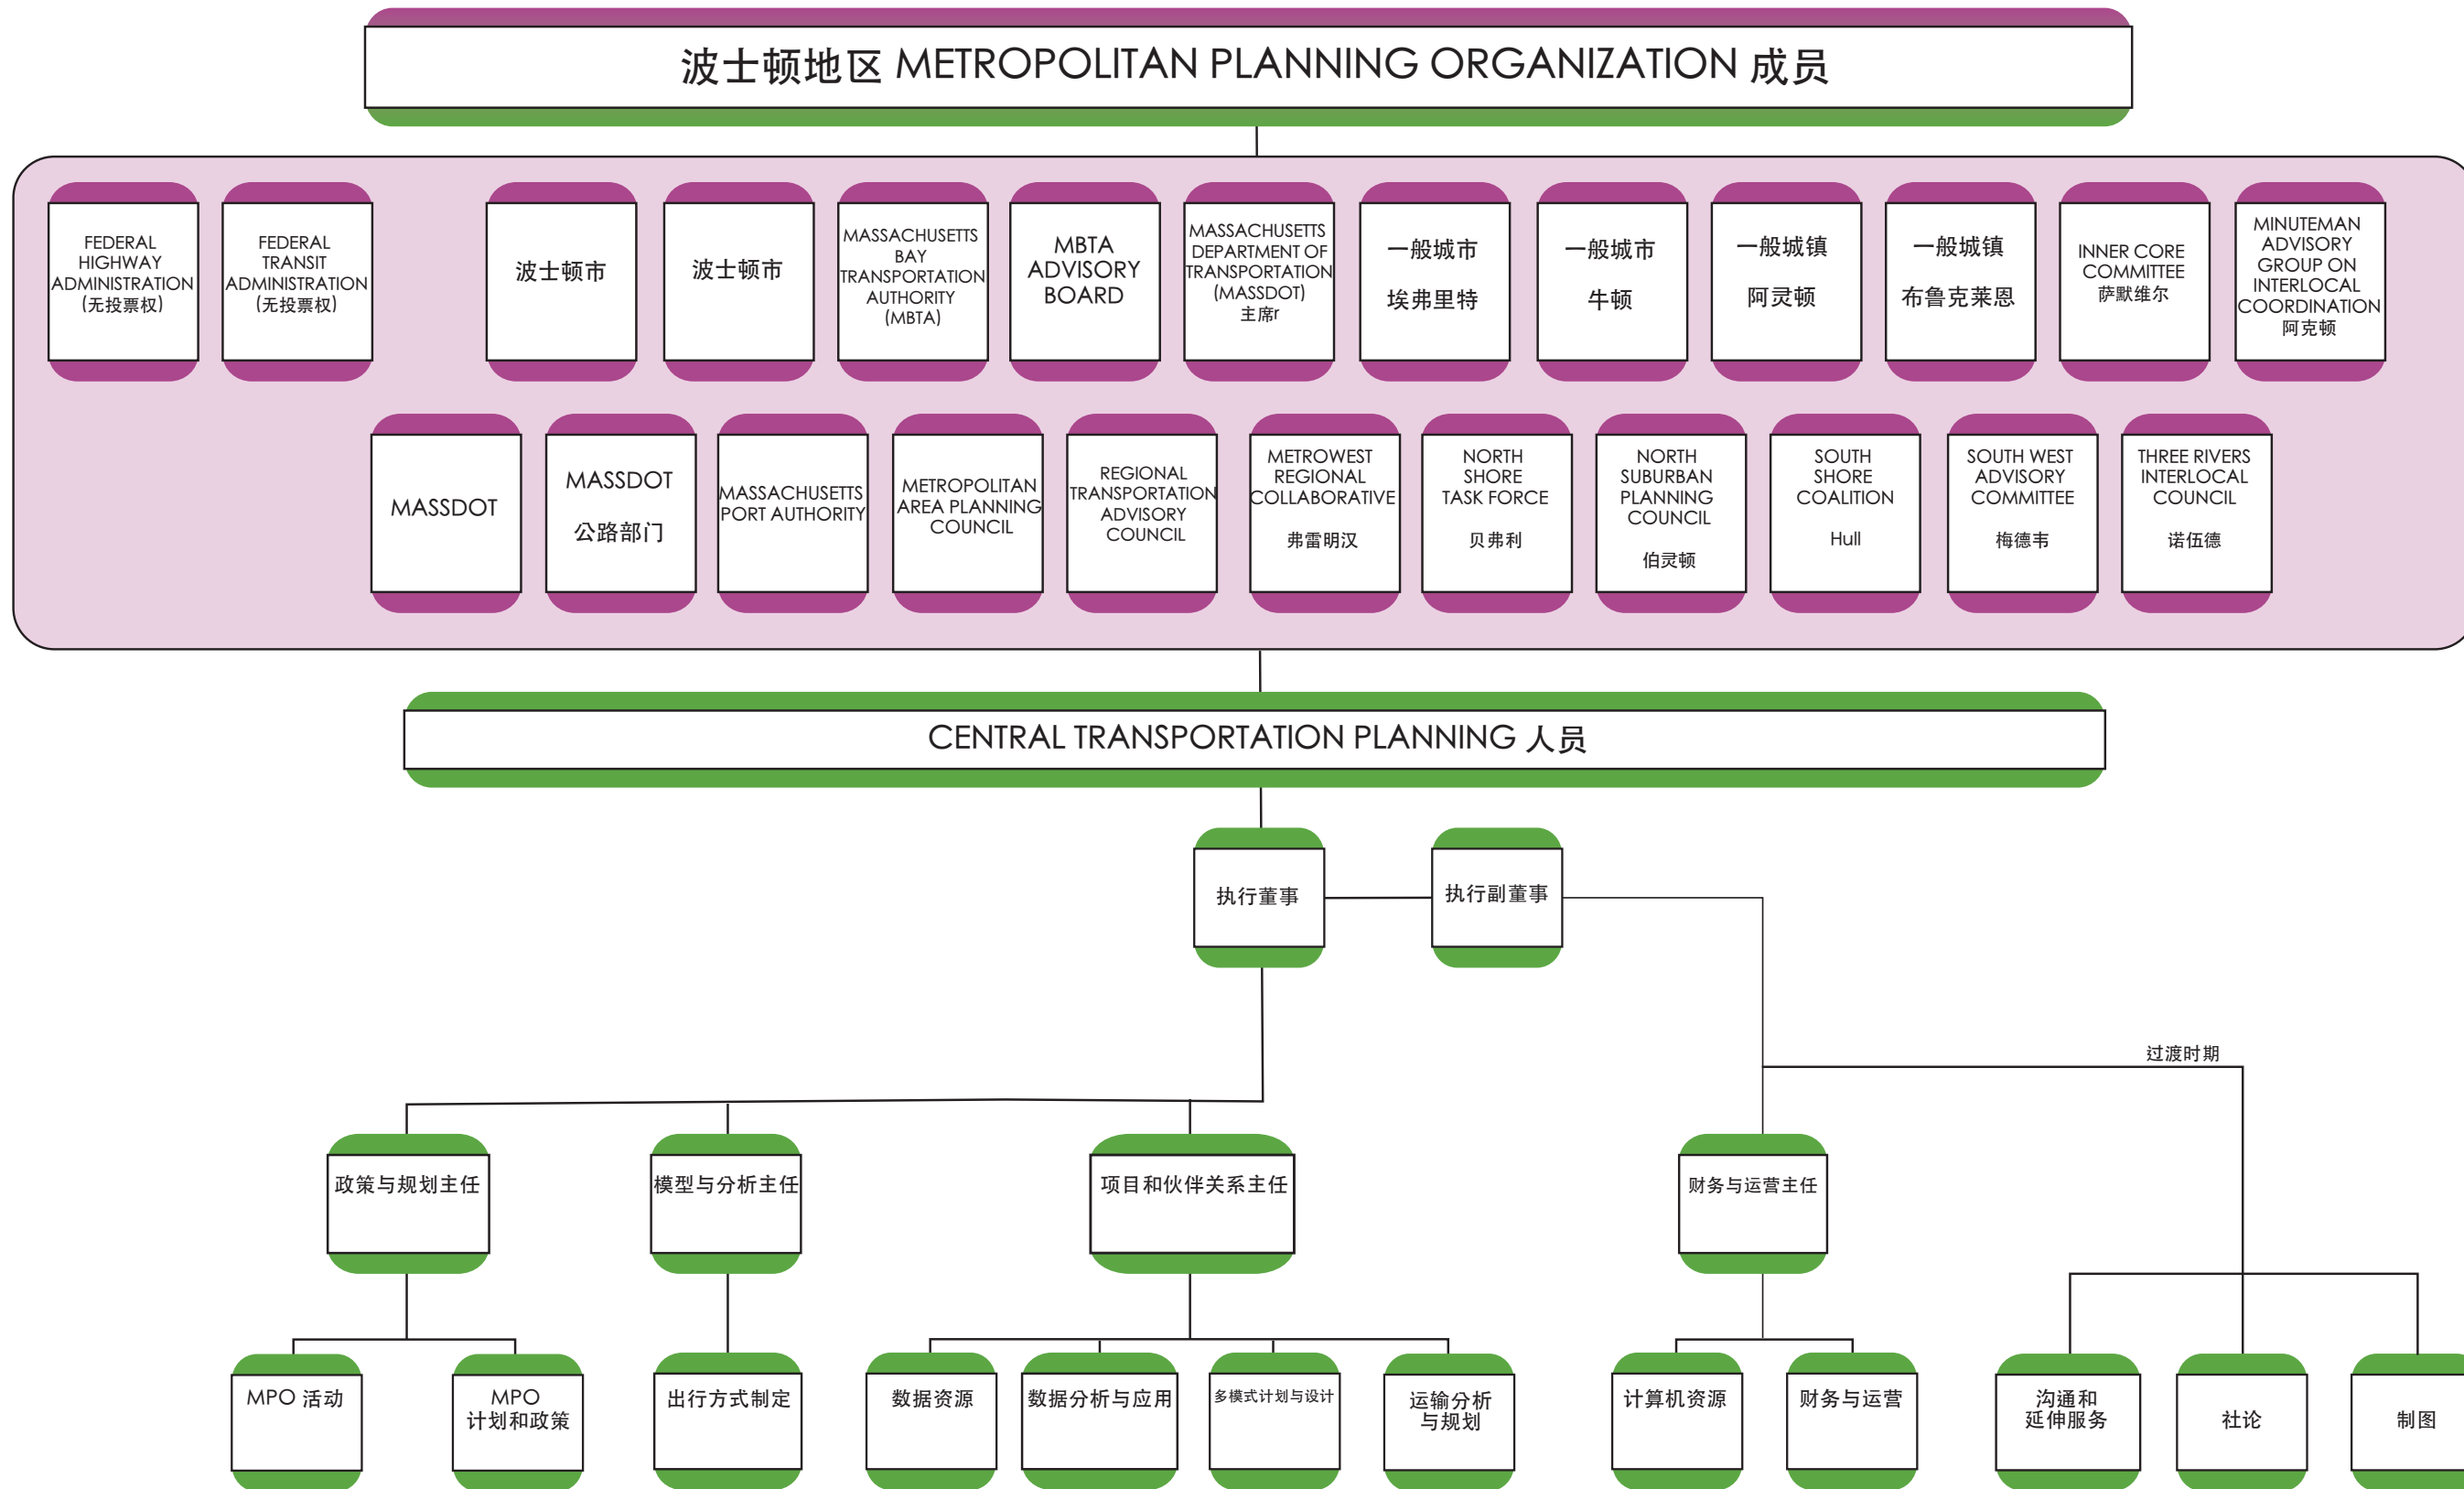 波士顿地区 METROPOLITAN PLANNING ORGANIZATION 成员
FEDERAL
HIGHWAY
ADMINISTRATION
(无投票权)
FEDERAL
TRANSIT
ADMINISTRATION
(无投票权)
波士顿市
波士顿市
MASSACHUSETTS
BAY
TRANSPORTATION
AUTHORITY
(MBTA)
MBTA
ADVISORY
BOARD
MASSACHUSETTS
DEPARTMENT OF
TRANSPORTATION
(MASSDOT)
主席r
一般城市
埃弗里特
一般城市
牛顿
一般城镇
阿灵顿
一般城镇
布鲁克莱恩
INNER CORE
COMMITTEE
萨默维尔
MINUTEMAN
ADVISORY
GROUP ON
INTERLOCAL
COORDINATION
阿克顿
MASSDOT
MASSDOT
公路部门
MASSACHUSETTS
PORT AUTHORITY
METROPOLITAN
AREA PLANNING
COUNCIL
REGIONAL
TRANSPORTATION
ADVISORY
COUNCIL
METROWEST
REGIONAL
COLLABORATIVE
弗雷明汉
NORTH
SHORE
TASK FORCE
贝弗利
NORTH
SUBURBAN
PLANNING
COUNCIL
伯灵顿
SOUTH
SHORE
COALITION
Hull
SOUTH WEST
ADVISORY
COMMITTEE
梅德韦
THREE RIVERS
INTERLOCAL
COUNCIL
诺伍德
CENTRAL TRANSPORTATION PLANNING 人员
执行董事
执行副董事
过渡时期
政策与规划主任
模型与分析主任
项目和伙伴关系主任
财务与运营主任
MPO 活动
MPO
计划和政策
出行方式制定
数据资源
数据分析与应用
多模式计划与设计
运输分析
与规划
计算机资源
财务与运营
沟通和
延伸服务
社论
制图